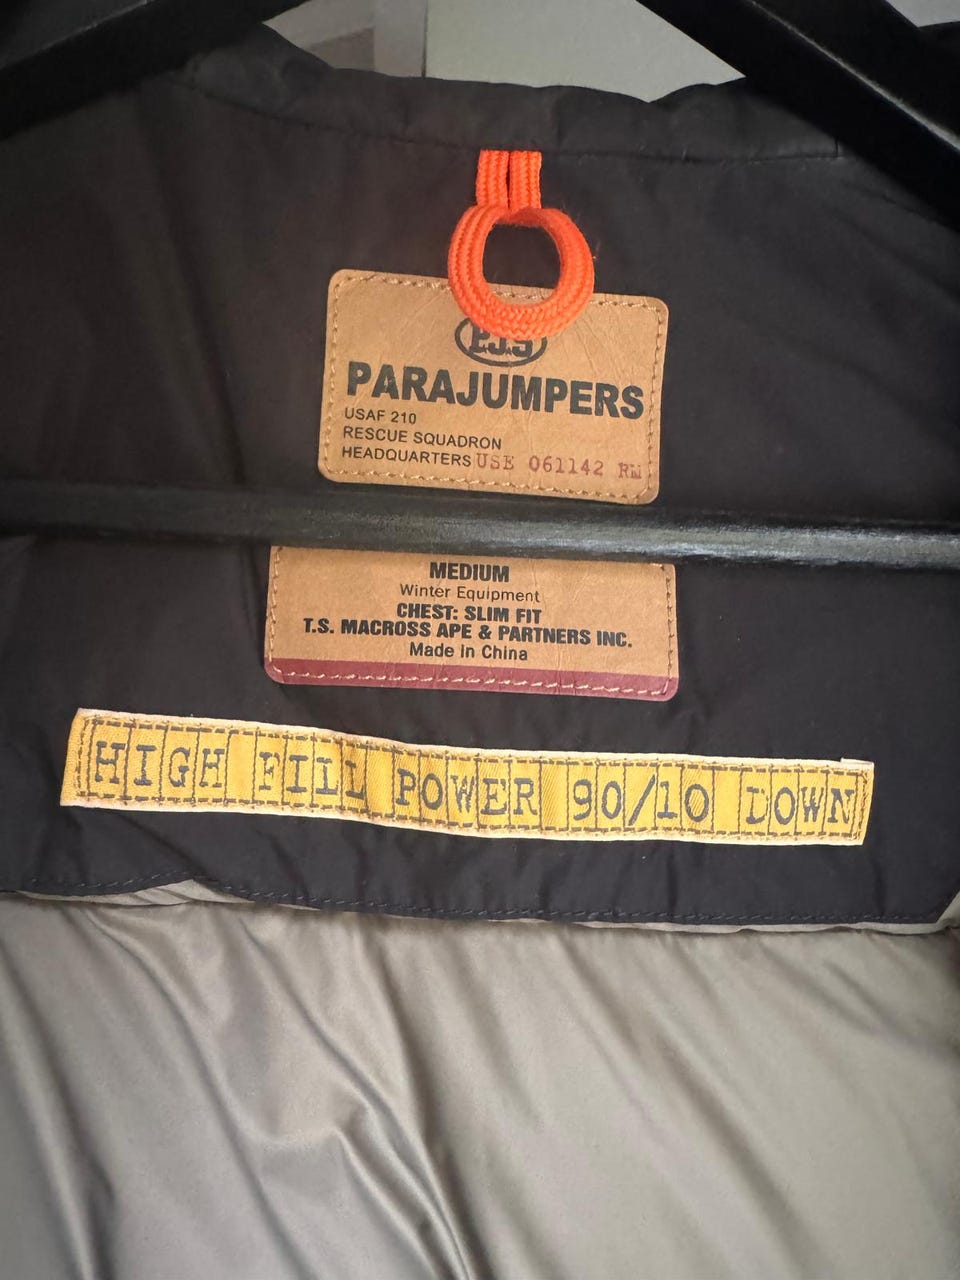 P.J.S
PARAJUMPERS
USAF 210
RESCUE SQUADRON
HEADQUARTERS USE 061142 RM
MEDIUM
Winter Equipment
CHEST: SLIM FIT
T.S. MACROSS APE & PARTNERS INC.
Made in China
HIGH FILL POWER 90/10 DOWN